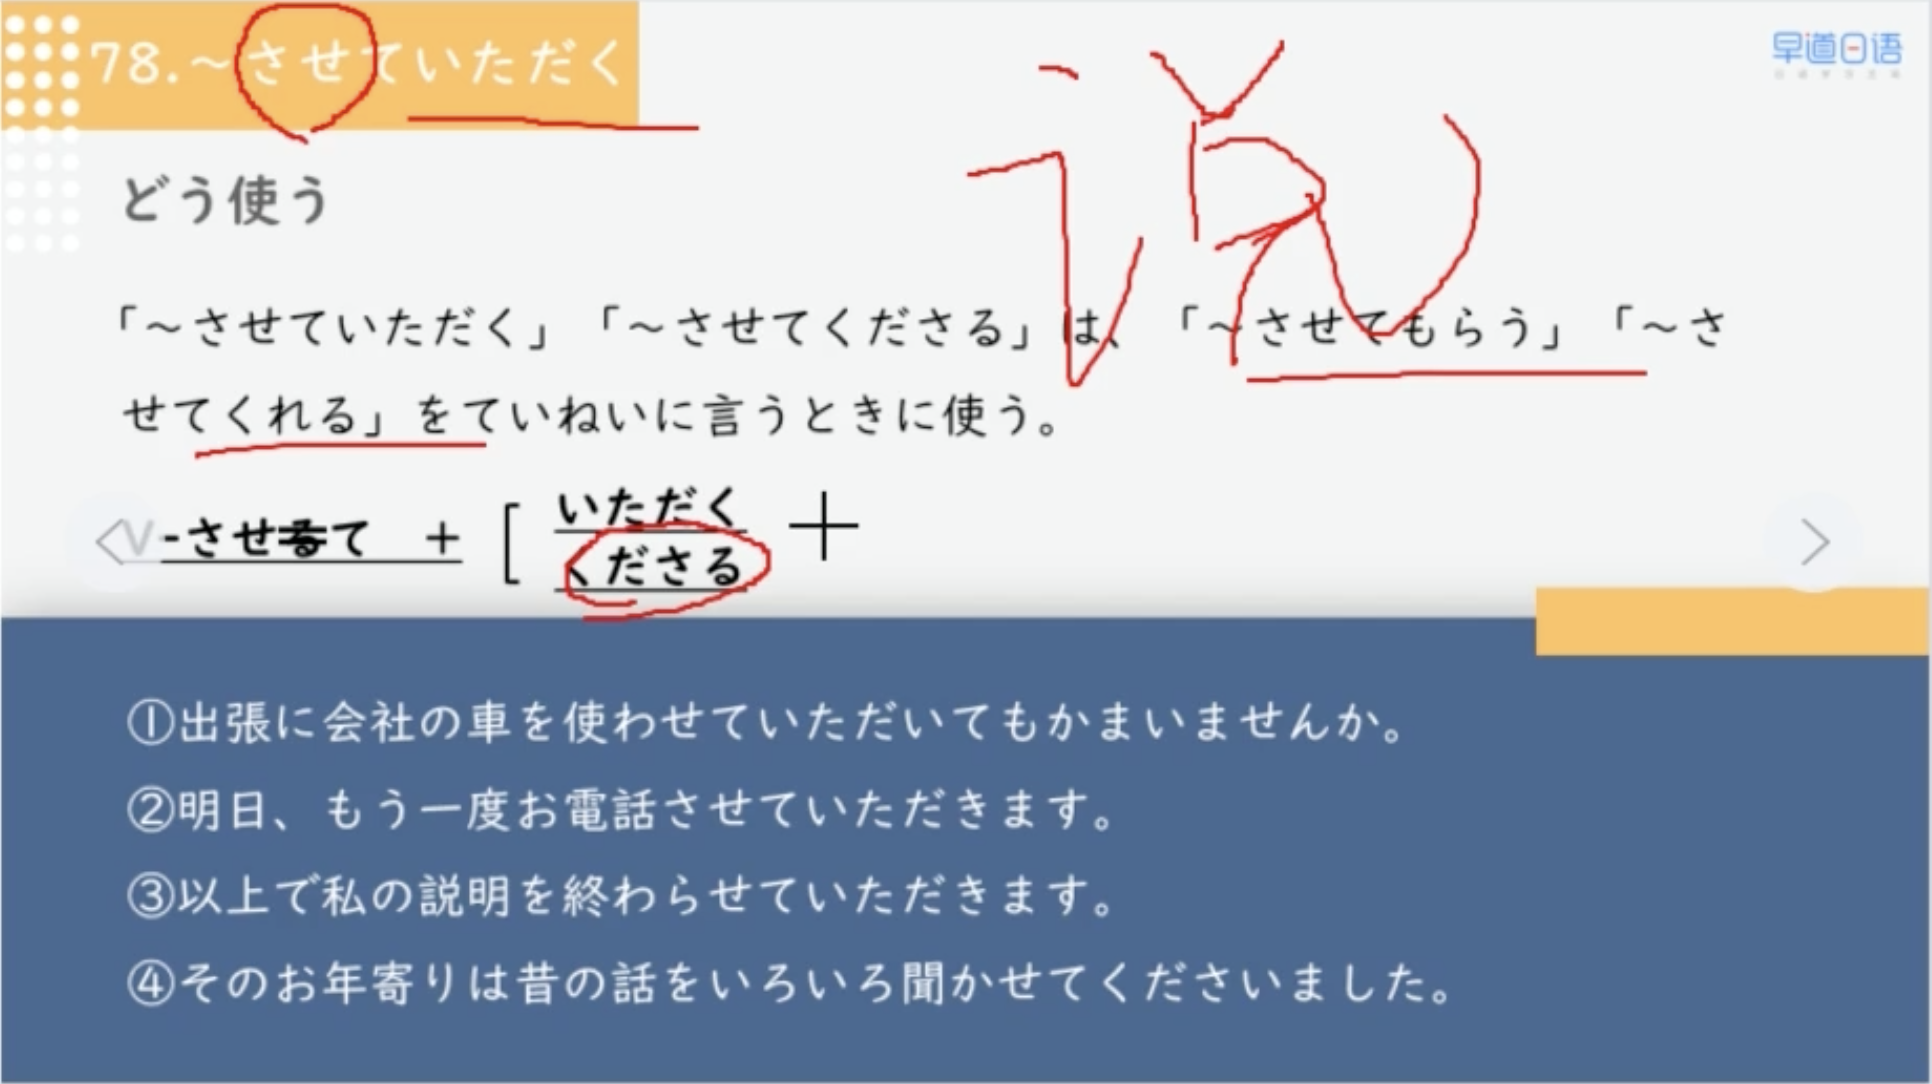 78.～させていただく
早道日语
说
どう使う
「～させていただく」「～させてくださる」は、「～させてもらう」「～さ
せてくれる」をていねいに言うときに使う。
V-させるて ＋ [ いただく
くださる ＋
①出張に会社の車を使わせていただいてもかまいませんか。
②明日、もう一度お電話させていただきます。
③以上で私の説明を終わらせていただきます。
④そのお年寄りは昔の話をいろいろ聞かせてくださいました。